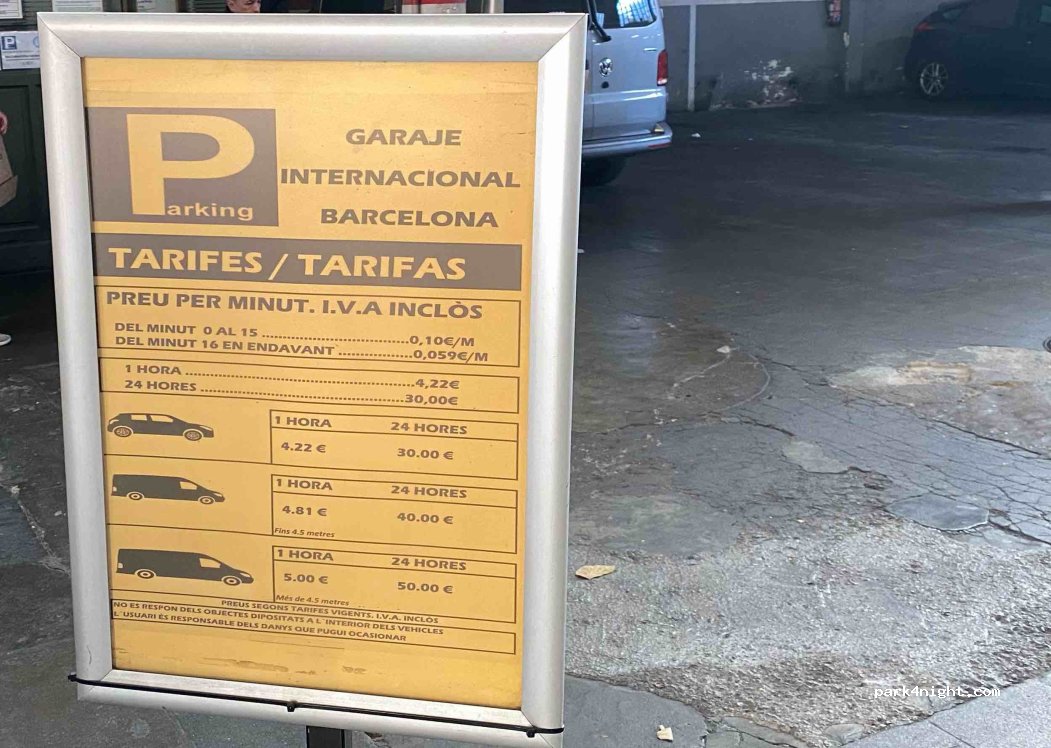 P
arking
GARAJE
INTERNACIONAL
BARCELONA
TARIFES / TARIFAS
PREU PER MINUT. I.V.A INCLÒS
DEL MINUT 0 AL 15 ........................................0,10€/M
DEL MINUT 16 EN ENDAVANT ....................0,059€/M
1 HORA ..............................................................4,22€
24 HORES ........................................................30,00€
1 HORA 24 HORES
4.22 € 30.00 €
1 HORA 24 HORES
4.81 € 40.00 €
Fins 4.5 metres
1 HORA 24 HORES
5.00 € 50.00 €
Més de 4.5 metres
PREUS SEGONS TARIFES VIGENTS. I.V.A. INCLÒS
NO ES RESPON DELS OBJECTES DIPOSITATS A L'INTERIOR DELS VEHICLES
L'USUARI ÉS RESPONSABLE DELS DANYS QUE PUGUI OCASIONAR
P
park4night.com